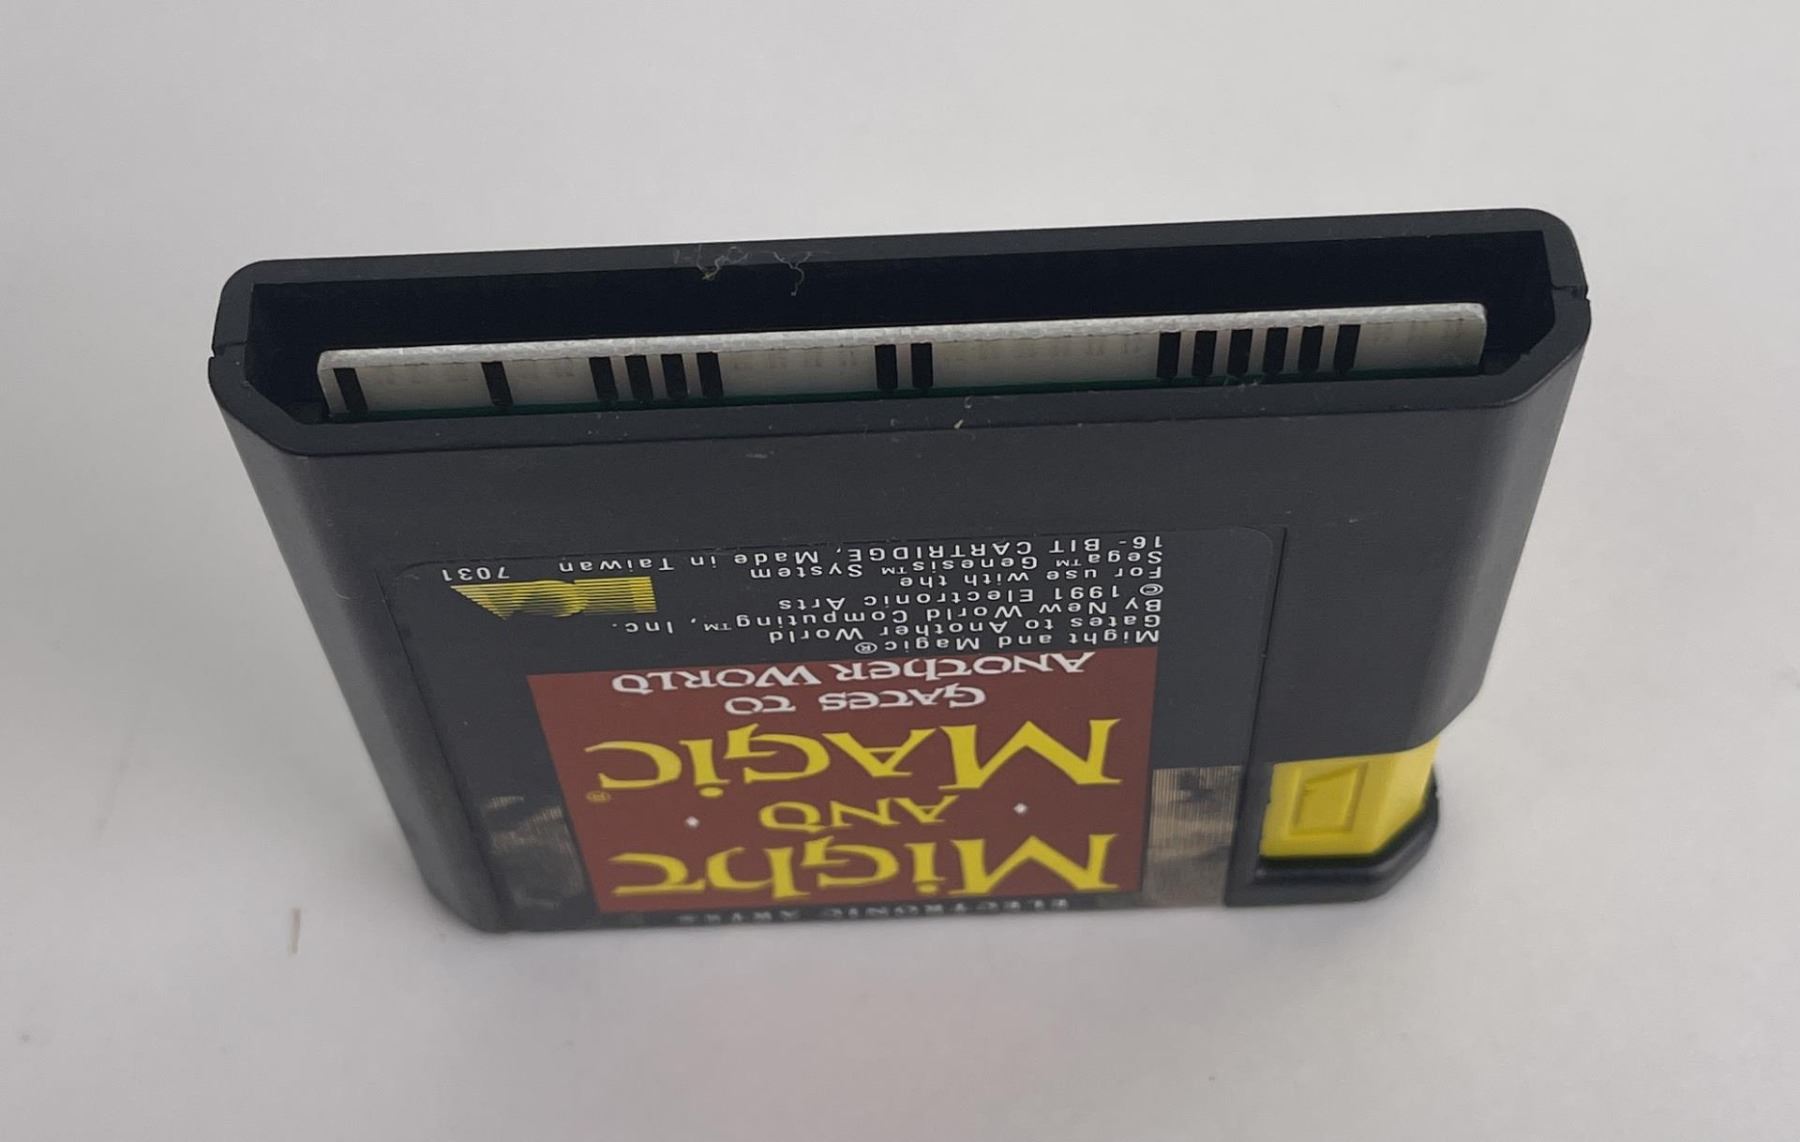 ELECTRONIC ARTS
Might
AND
MAGIC®
GATES TO
ANOTHER WORLD
Might and Magic®
Gates to Another World
By New World Computing™, Inc.
©1991 Electronic Arts
For use with the
Sega™ Genesis™ System
16-BIT CARTRIDGE, Made in Taiwan 7031